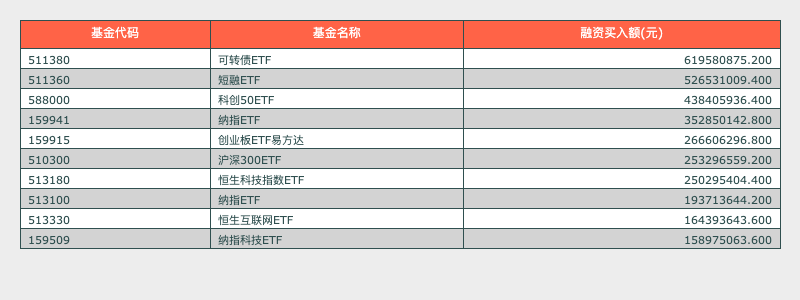 基金代码 基金名称 融资买入额(元)
511380 可转债ETF 619580875.200
511360 短融ETF 526531009.400
588000 科创50ETF 438405936.400
159941 纳指ETF 352850142.800
159915 创业板ETF易方达 266606296.800
510300 沪深300ETF 253296559.200
513180 恒生科技指数ETF 250295404.400
513100 纳指ETF 193713644.200
513330 恒生互联网ETF 164393643.600
159509 纳指科技ETF 158975063.600